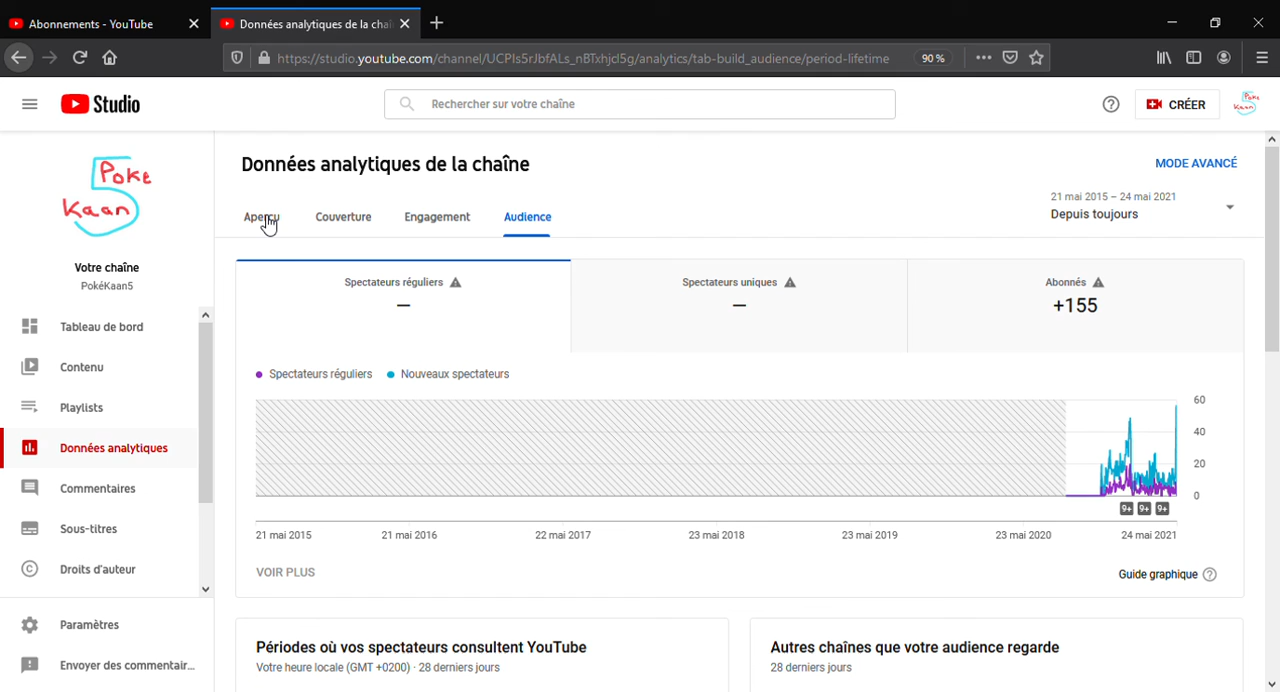 Abonnements - YouTube
Données analytiques de la chaî
https://studio.youtube.com/channel/UCPIs5rJbfALs_nBTxhjcl5g/analytics/tab-build_audience/period-lifetime
90 %
Studio
Rechercher sur votre chaîne
CRÉER
Poke
Kaan
5
Poke
Kaan
5
Votre chaîne
PokéKaan5
Tableau de bord
Contenu
Playlists
Données analytiques
Commentaires
Sous-titres
Droits d'auteur
Paramètres
Envoyer des commentair...
Données analytiques de la chaîne
MODE AVANCÉ
Aperçu
Couverture
Engagement
Audience
21 mai 2015 – 24 mai 2021
Depuis toujours
Spectateurs réguliers
—
Spectateurs uniques
—
Abonnés
+155
Spectateurs réguliers
Nouveaux spectateurs
60
40
20
0
9+ 9+ 9+
21 mai 2015
21 mai 2016
22 mai 2017
23 mai 2018
23 mai 2019
23 mai 2020
24 mai 2021
VOIR PLUS
Guide graphique
Périodes où vos spectateurs consultent YouTube
Votre heure locale (GMT +0200) · 28 derniers jours
Autres chaînes que votre audience regarde
28 derniers jours